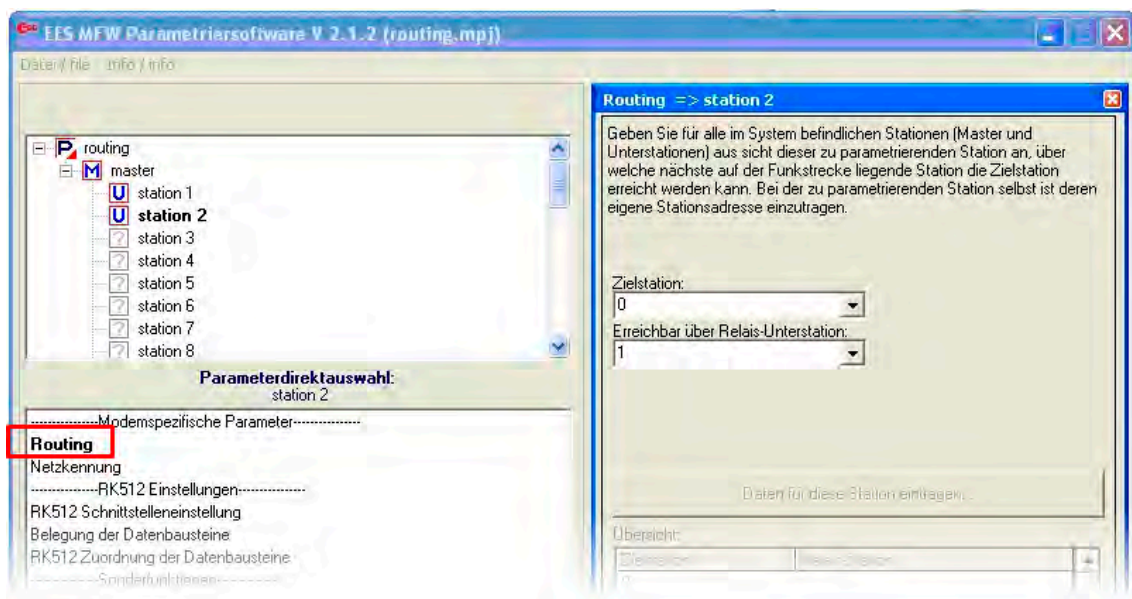 EES MFW Parametriersoftware V 2.1.2 (routing.mpj)
Datei / file Info / info
routing
master
station 1
station 2
station 3
station 4
station 5
station 6
station 7
station 8
Parameterdirektauswahl:
station 2
---------------Modemspezifische Parameter---------------
Routing
Netzkennung
---------------RK512 Einstellungen---------------
RK512 Schnittstelleneinstellung
Belegung der Datenbausteine
RK512 Zuordnung der Datenbausteine
---------------Sonderfunktionen---------------
Routing => station 2
Geben Sie für alle im System befindlichen Stationen (Master und
Unterstationen) aus sicht dieser zu parametrierenden Station an, über
welche nächste auf der Funkstrecke liegende Station die Zielstation
erreicht werden kann. Bei der zu parametrierenden Station selbst ist deren
eigene Stationsadresse einzutragen.
Zielstation:
0
Erreichbar über Relais-Unterstation:
1
Daten für diese Station eintragen...
Übersicht:
Zielstation